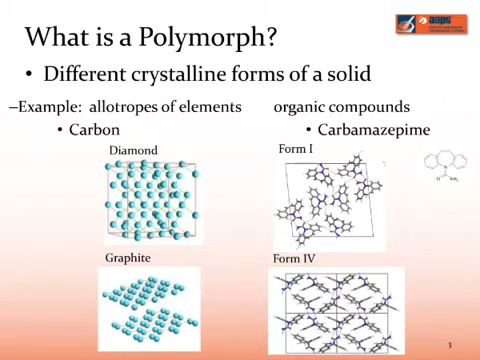 What is a Polymorph?
aaps
• Different crystalline forms of a solid
–Example: allotropes of elements
• Carbon
Diamond
Graphite
organic compounds
• Carbamazepime
Form I
Form IV
3